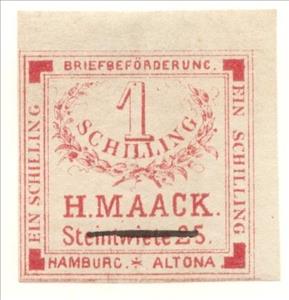 BRIEFBEFÖRDERUNG.
EIN SCHILLING
1
SCHILLING
H. MAACK.
Steintwiete 25.
EIN SCHILLING
HAMBURG. * ALTONA.